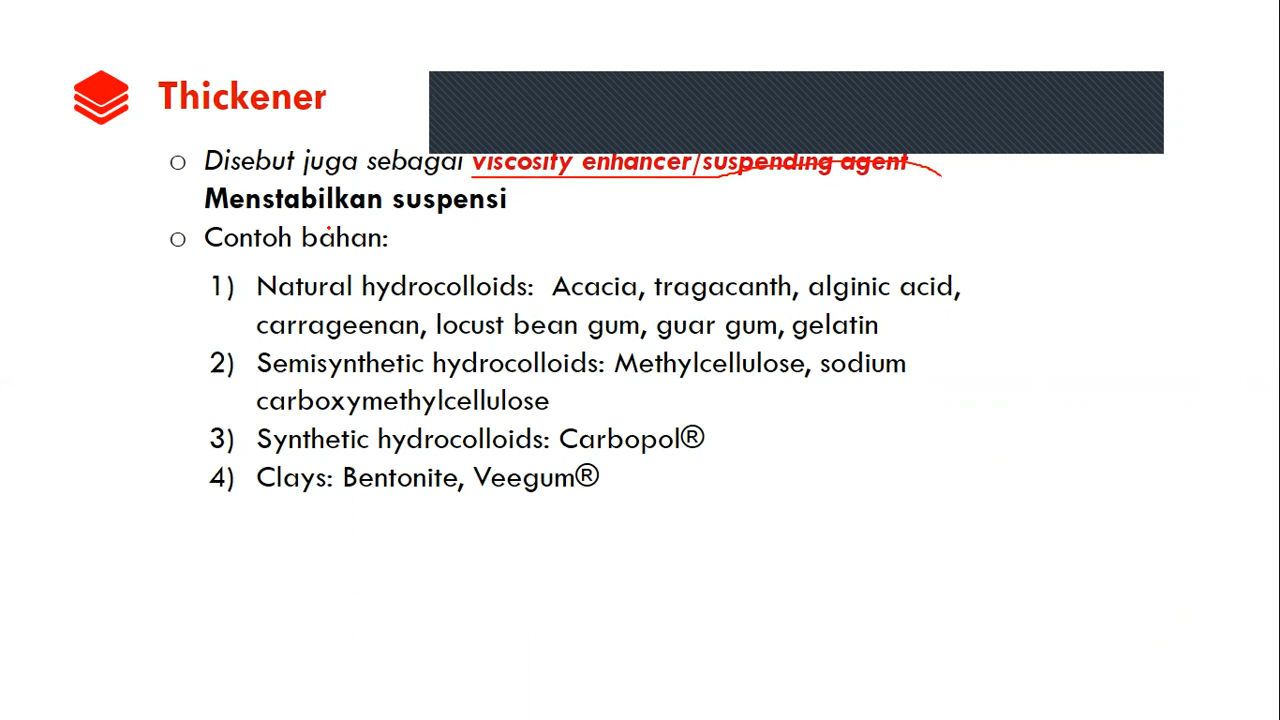 Thickener
Disebut juga sebagai viscosity enhancer/suspending agent
Menstabilkan suspensi
Contoh bahan:
1) Natural hydrocolloids: Acacia, tragacanth, alginic acid,
carrageenan, locust bean gum, guar gum, gelatin
2) Semisynthetic hydrocolloids: Methylcellulose, sodium
carboxymethylcellulose
3) Synthetic hydrocolloids: Carbopol®
4) Clays: Bentonite, Veegum®